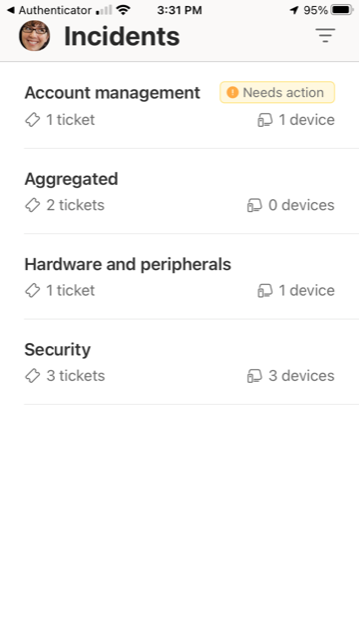 Authenticator 3:31 PM 95%
Incidents
Account management Needs action
1 ticket 1 device
Aggregated
2 tickets 0 devices
Hardware and peripherals
1 ticket 1 device
Security
3 tickets 3 devices